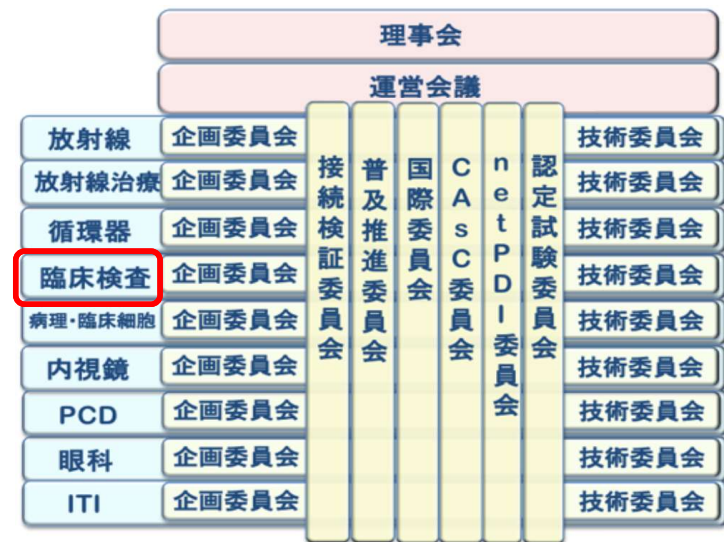 理事会
運営会議
放射線 企画委員会 技術委員会
放射線治療 企画委員会 技術委員会
循環器 企画委員会 技術委員会
臨床検査 企画委員会 技術委員会
病理・臨床細胞 企画委員会 技術委員会
内視鏡 企画委員会 技術委員会
PCD 企画委員会 技術委員会
眼科 企画委員会 技術委員会
ITI 企画委員会 技術委員会
接続検証委員会
普及推進委員会
国際委員会
CAsC委員会
netPDI委員会
認定試験委員会